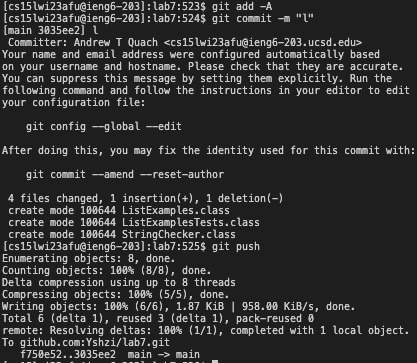 [cs15lwi23afu@ieng6-203]:lab7:523$ git add -A
[cs15lwi23afu@ieng6-203]:lab7:524$ git commit -m "l"
[main 3035ee2] l
 Committer: Andrew T Quach <cs15lwi23afu@ieng6-203.ucsd.edu>
Your name and email address were configured automatically based
on your username and hostname. Please check that they are accurate.
You can suppress this message by setting them explicitly. Run the
following command and follow the instructions in your editor to edit
your configuration file:

    git config --global --edit

After doing this, you may fix the identity used for this commit with:

    git commit --amend --reset-author

 4 files changed, 1 insertion(+), 1 deletion(-)
 create mode 100644 ListExamples.class
 create mode 100644 ListExamplesTests.class
 create mode 100644 StringChecker.class
[cs15lwi23afu@ieng6-203]:lab7:525$ git push
Enumerating objects: 8, done.
Counting objects: 100% (8/8), done.
Delta compression using up to 8 threads
Compressing objects: 100% (5/5), done.
Writing objects: 100% (6/6), 1.87 KiB | 958.00 KiB/s, done.
Total 6 (delta 1), reused 3 (delta 1), pack-reused 0
remote: Resolving deltas: 100% (1/1), completed with 1 local object.
To github.com:Yshzi/lab7.git
   f750e52..3035ee2  main -> main